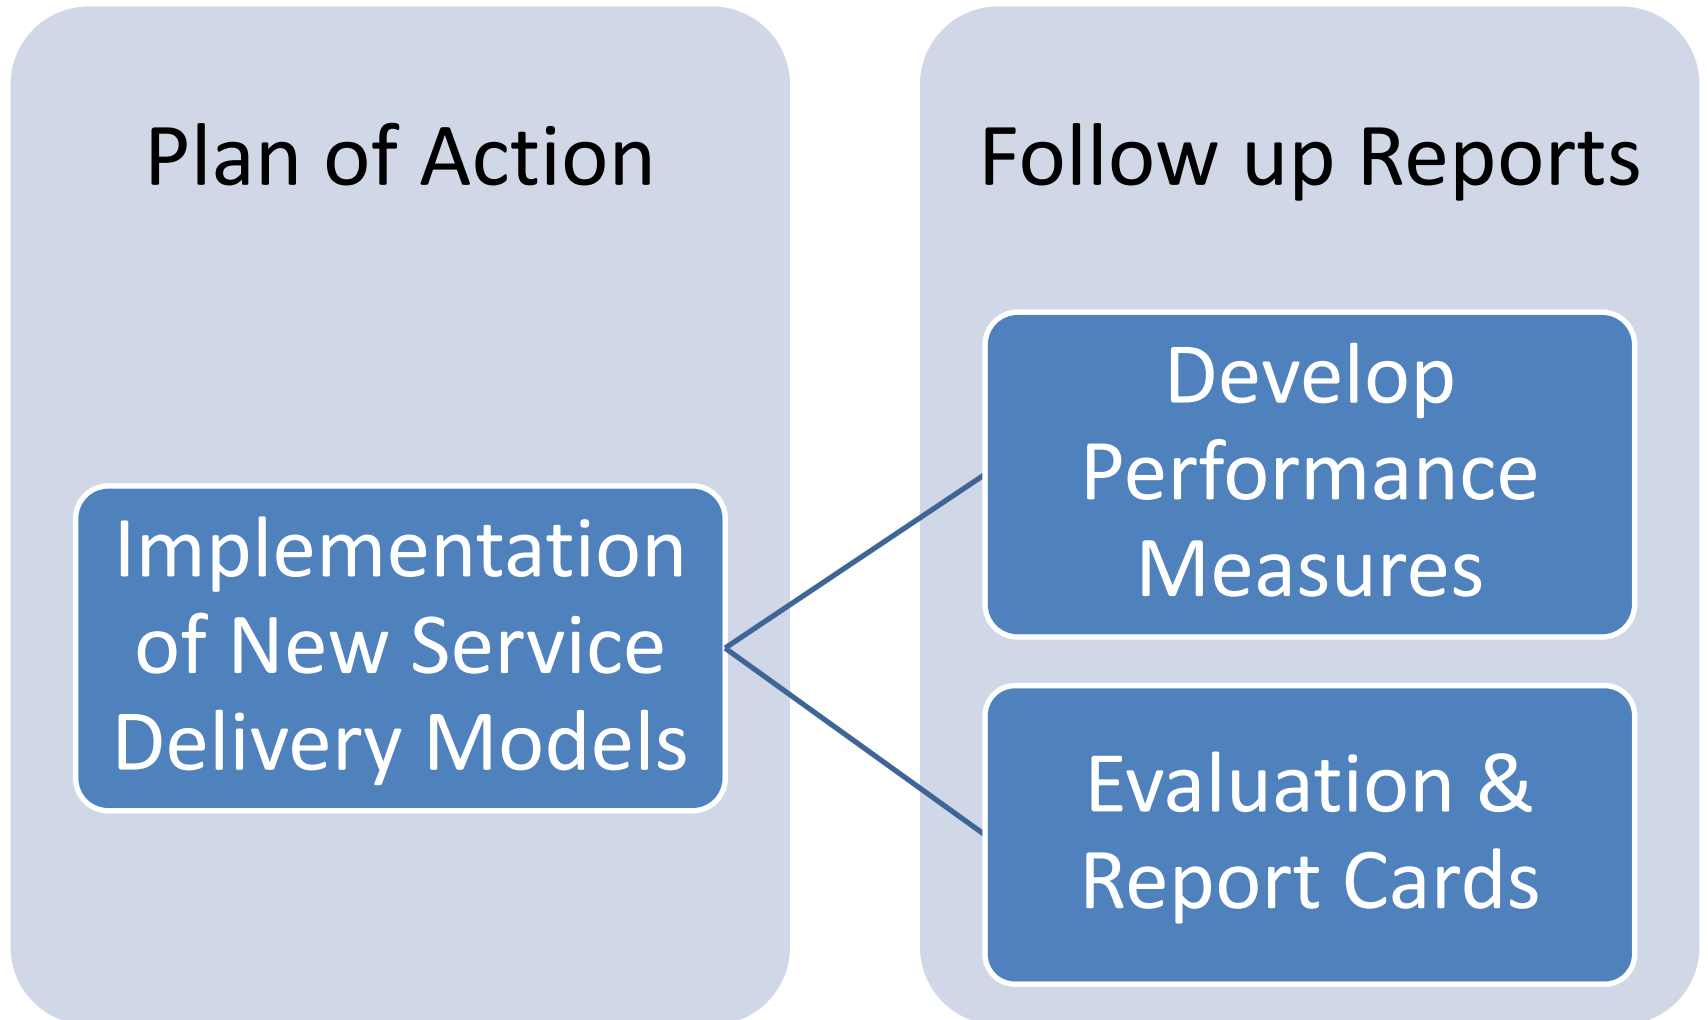 Plan of Action
Implementation
of New Service
Delivery Models
Follow up Reports
Develop
Performance
Measures
Evaluation &
Report Cards